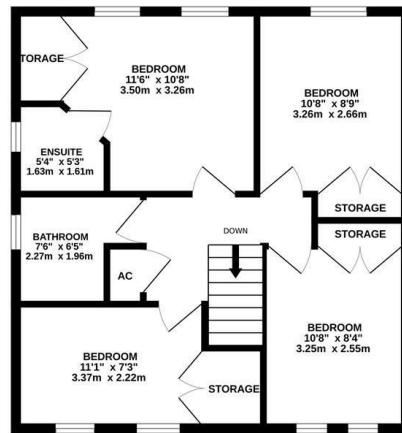 TORAGE
BEDROOM
11'6" x 10'8"
3.50m x 3.26m
BEDROOM
10'8" x 8'9"
3.26m x 2.66m
ENSUITE
5'4" x 5'3"
1.63m x 1.61m
STORAGE
BATHROOM
7'6" x 6'5"
2.27m x 1.96m
DOWN
STORAGE
AC
BEDROOM
10'8" x 8'4"
3.25m x 2.55m
BEDROOM
11'1" x 7'3"
3.37m x 2.22m
STORAGE